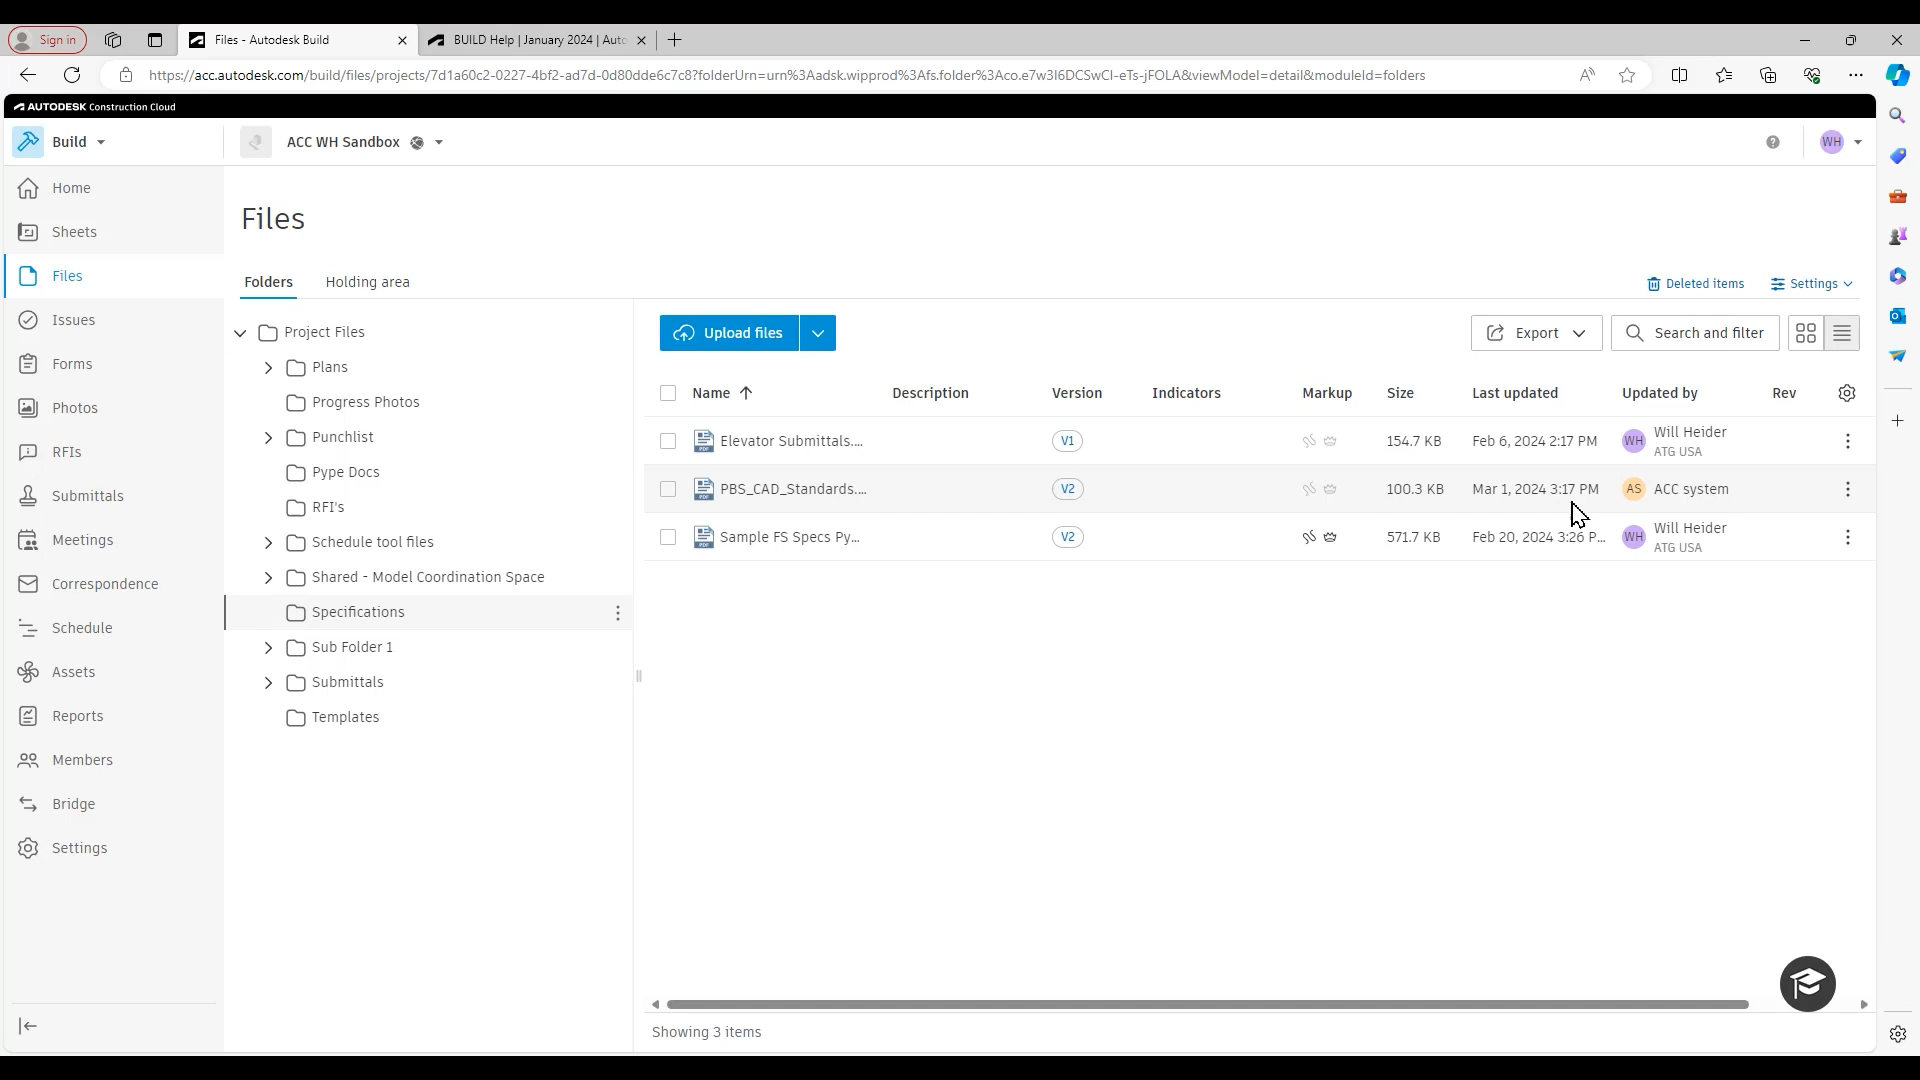 Sign in
Files - Autodesk Build
BUILD Help | January 2024 | Auto
https://acc.autodesk.com/build/files/projects/7d1a60c2-0227-4bf2-ad7d-0d80dde6c7c8?folderUrn=urn%3Aadsk.wipprod%3Afs.folder%3Aco.e7w3I6DCSwCI-eTs-jFOLA&viewModel=detail&moduleId=folders
AUTODESK Construction Cloud
Build
ACC WH Sandbox
WH
Home
Sheets
Files
Issues
Forms
Photos
RFIs
Submittals
Meetings
Correspondence
Schedule
Assets
Reports
Members
Bridge
Settings
Files
Folders
Holding area
Deleted items
Settings
Project Files
Plans
Progress Photos
Punchlist
Pype Docs
RFI's
Schedule tool files
Shared - Model Coordination Space
Specifications
Sub Folder 1
Submittals
Templates
Upload files
Export
Search and filter
Name Description Version Indicators Markup Size Last updated Updated by Rev
Elevator Submittals.... V1 154.7 KB Feb 6, 2024 2:17 PM WH Will Heider
ATG USA
PBS_CAD_Standards.... V2 100.3 KB Mar 1, 2024 3:17 PM AS ACC system
Sample FS Specs Py... V2 571.7 KB Feb 20, 2024 3:26 P... WH Will Heider
ATG USA
Showing 3 items